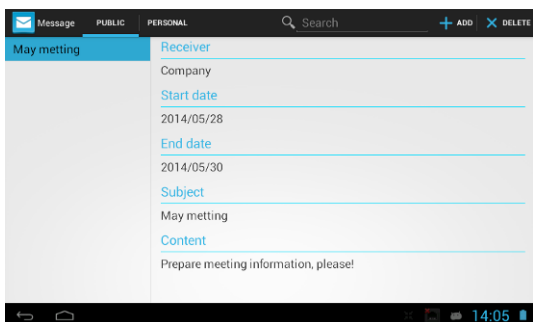 Message PUBLIC PERSONAL Search ADD DELETE
May metting
Receiver
Company
Start date
2014/05/28
End date
2014/05/30
Subject
May metting
Content
Prepare meeting information, please!
14:05